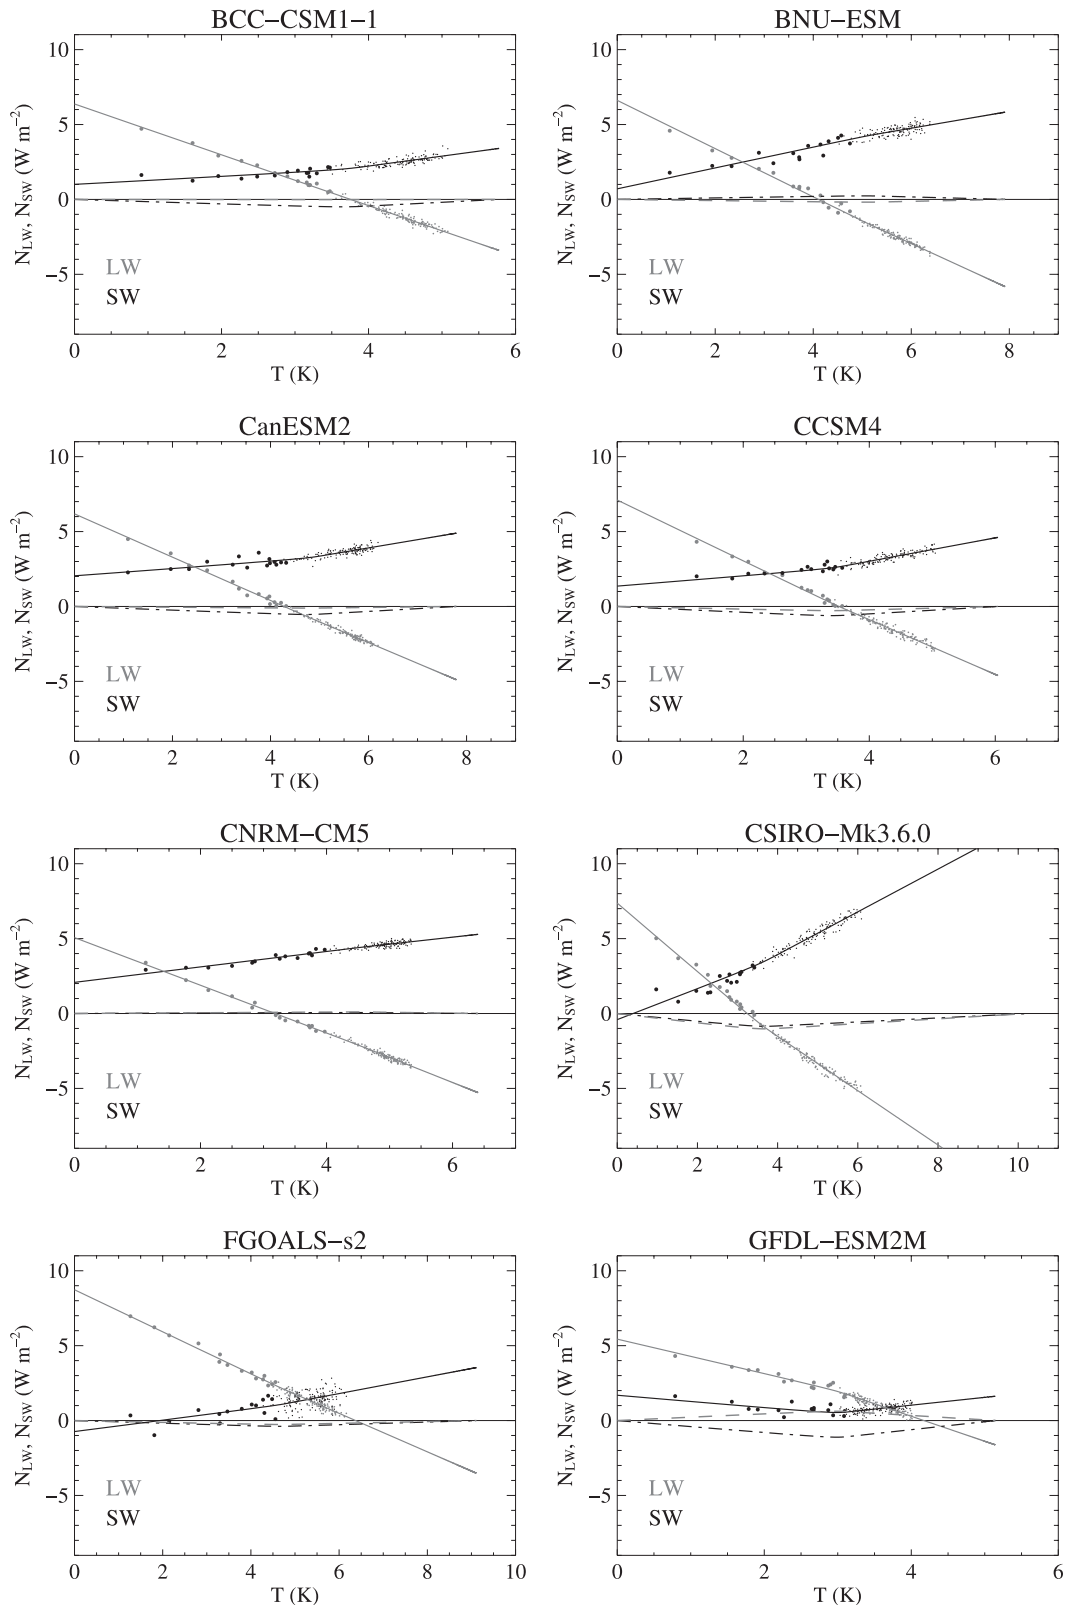 BCC−CSM1−1
N_LW, N_SW (W m⁻²)
10
5
0
−5
LW
SW
0 2 4 6
T (K)
BNU−ESM
N_LW, N_SW (W m⁻²)
10
5
0
−5
LW
SW
0 2 4 6 8
T (K)
CanESM2
N_LW, N_SW (W m⁻²)
10
5
0
−5
LW
SW
0 2 4 6 8
T (K)
CCSM4
N_LW, N_SW (W m⁻²)
10
5
0
−5
LW
SW
0 2 4 6
T (K)
CNRM−CM5
N_LW, N_SW (W m⁻²)
10
5
0
−5
LW
SW
0 2 4 6
T (K)
CSIRO−Mk3.6.0
N_LW, N_SW (W m⁻²)
10
5
0
−5
LW
SW
0 2 4 6 8 10
T (K)
FGOALS−s2
N_LW, N_SW (W m⁻²)
10
5
0
−5
LW
SW
0 2 4 6 8 10
T (K)
GFDL−ESM2M
N_LW, N_SW (W m⁻²)
10
5
0
−5
LW
SW
0 2 4 6
T (K)